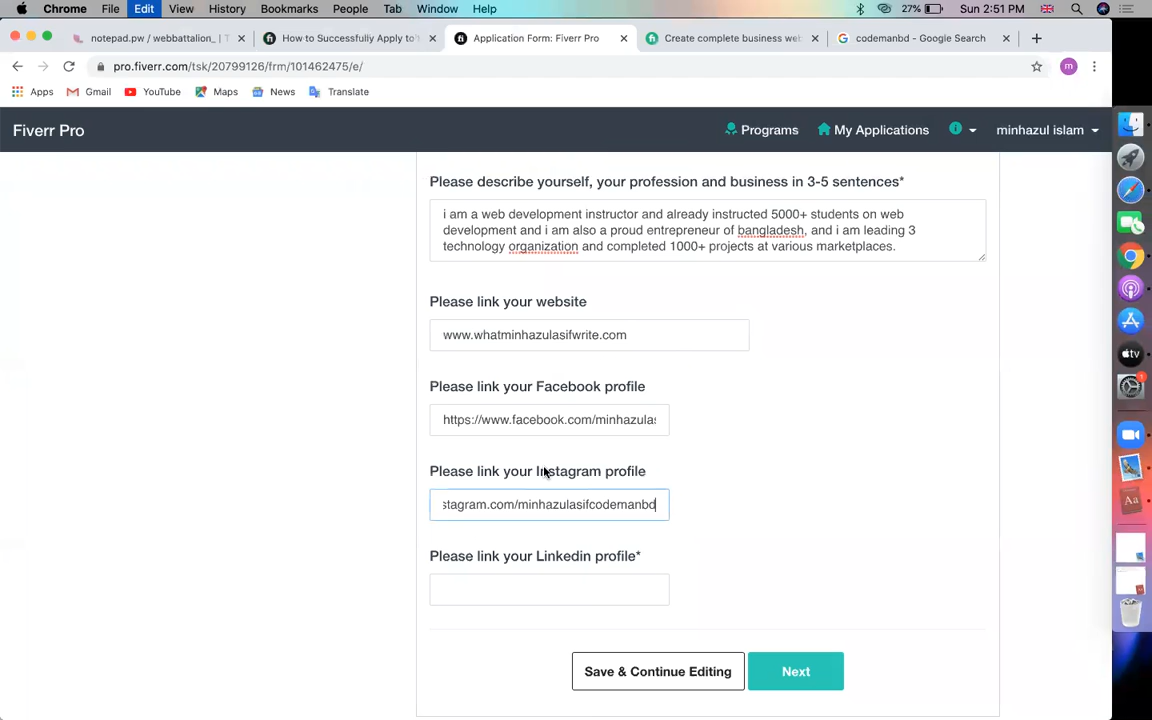 Chrome File Edit View History Bookmarks People Tab Window Help 27% Sun 2:51 PM
notepad.pw / webbattalion_ | T
How to Successfully Apply to
Application Form: Fiverr Pro
Create complete business we
codemanbd - Google Search
pro.fiverr.com/tsk/20799126/frm/101462475/e/
m
Apps Gmail YouTube Maps News Translate
Fiverr Pro Programs My Applications minhazul islam
Please describe yourself, your profession and business in 3-5 sentences*
i am a web development instructor and already instructed 5000+ students on web
development and i am also a proud entrepreneur of bangladesh, and i am leading 3
technology organization and completed 1000+ projects at various marketplaces.
Please link your website
www.whatminhazulasifwrite.com
Please link your Facebook profile
https://www.facebook.com/minhazulas
Please link your Instagram profile
stagram.com/minhazulasifcodemanbd
Please link your Linkedin profile*
Save & Continue Editing Next
tv
1
Aa